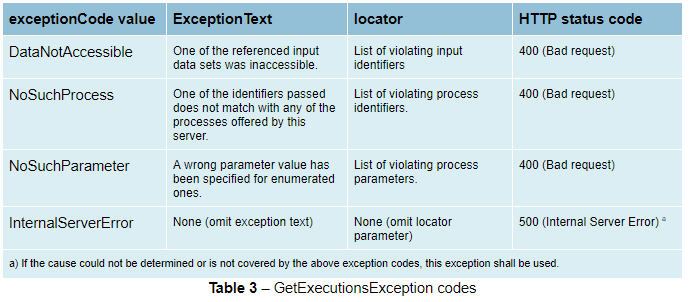 exceptionCode value ExceptionText locator HTTP status code
DataNotAccessible One of the referenced input List of violating input 400 (Bad request)
data sets was inaccessible. identifiers
NoSuchProcess One of the identifiers passed List of violating process 400 (Bad request)
does not match with any of the identifiers.
processes offered by this
server.
NoSuchParameter A wrong parameter value has List of violating process 400 (Bad request)
been specified for enumerated parameters.
ones.
InternalServerError None (omit exception text) None (omit locator 500 (Internal Server Error) a
parameter)
a) If the cause could not be determined or is not covered by the above exception codes, this exception shall be used.
Table 3 – GetExecutionsException codes